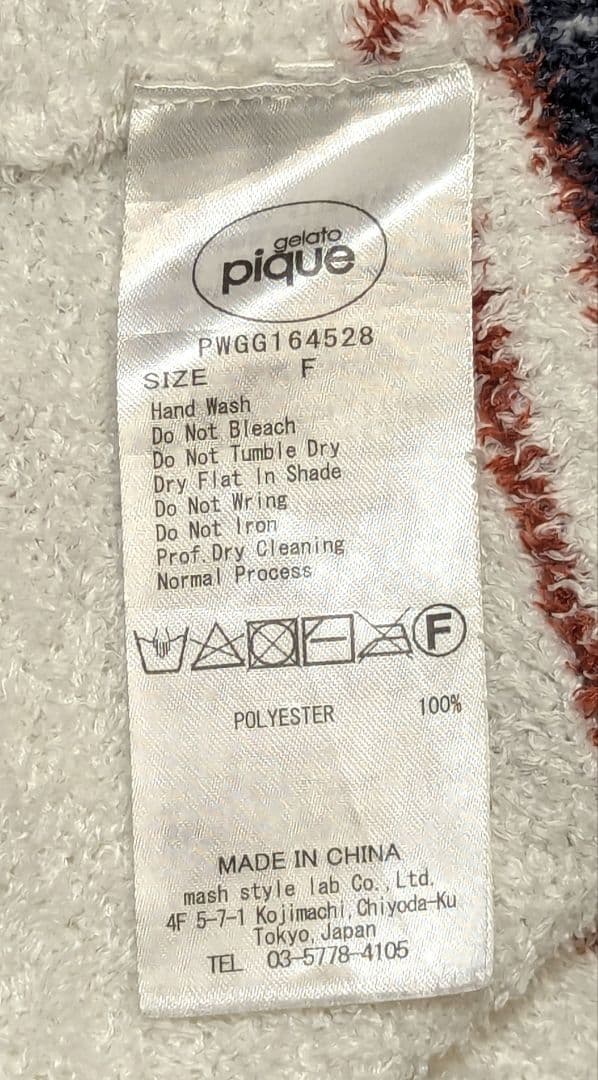 gelato
pique
PWGG164528
SIZE F
Hand Wash
Do Not Bleach
Do Not Tumble Dry
Dry Flat In Shade
Do Not Wring
Do Not Iron
Prof.Dry Cleaning
Normal Process
F
POLYESTER 100%
MADE IN CHINA
mash style lab Co.,Ltd.
4F 5-7-1 Kojimachi,Chiyoda-Ku
Tokyo,Japan
TEL 03-5778-4105